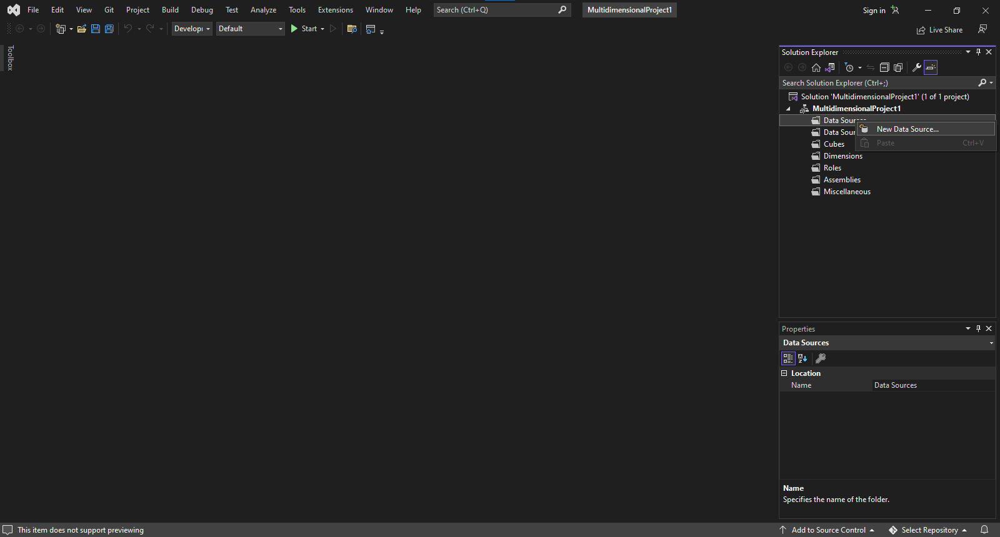 File Edit View Git Project Build Debug Test Analyze Tools Extensions Window Help Search (Ctrl+Q) MultidimensionalProject1 Sign in
Develop Default Start Live Share
Toolbox
Solution Explorer
Search Solution Explorer (Ctrl+;)
Solution 'MultidimensionalProject1' (1 of 1 project)
MultidimensionalProject1
Data Sources
New Data Source...
Data Sour
Paste Ctrl+V
Cubes
Dimensions
Roles
Assemblies
Miscellaneous
Properties
Data Sources
Location
Name Data Sources
Name
Specifies the name of the folder.
This item does not support previewing Add to Source Control Select Repository